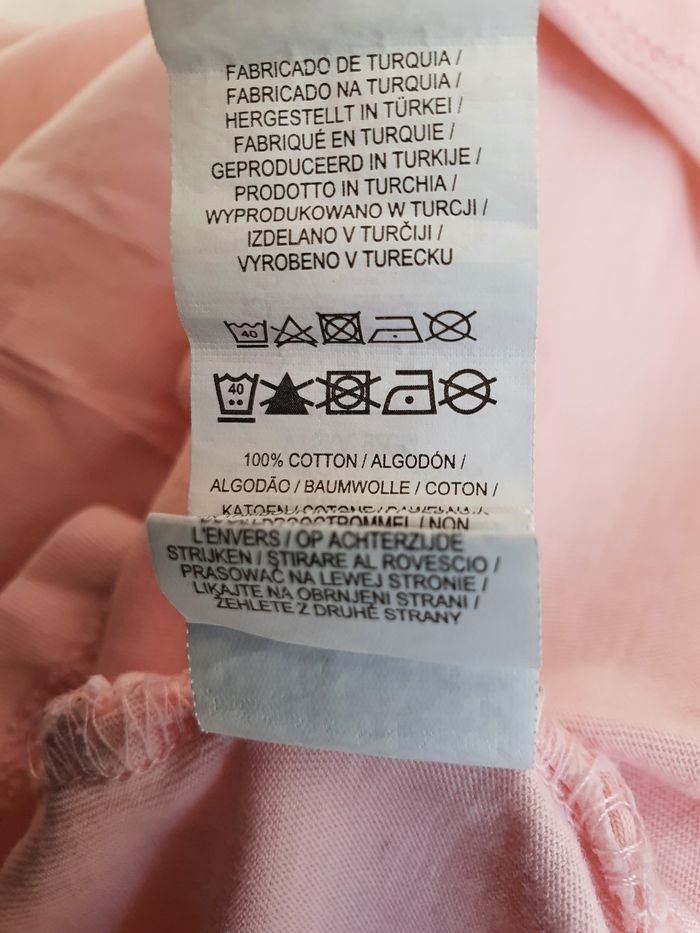 FABRICADO DE TURQUIA /
FABRICADO NA TURQUIA /
HERGESTELLT IN TÜRKEI /
FABRIQUÉ EN TURQUIE /
GEPRODUCEERD IN TURKIJE /
PRODOTTO IN TURCHIA /
WYPRODUKOWANO W TURCJI /
IZDELANO V TURČIJI /
VYROBENO V TURECKU
40
40
100% COTTON / ALGODÓN /
ALGODÃO / BAUMWOLLE / COTON /
/ NON
L'ENVERS / OP ACHTERZIJDE
STRIJKEN / STIRARE AL ROVESCIO /
PRASOWAĆ NA LEWEJ STRONIE /
LIKAJTE NA OBRNJENI STRANI /
ŽEHLETE Z DRUHÉ STRANY